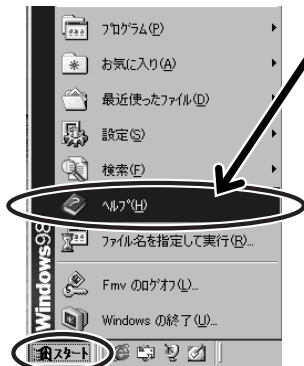 プログラム(P)
お気に入り(A)
最近使ったファイル(D)
設定(S)
検索(F)
ヘルプ(H)
ファイル名を指定して実行(R)...
Fmv のログオフ(L)...
Windows の終了(U)...
Windows98
スタート